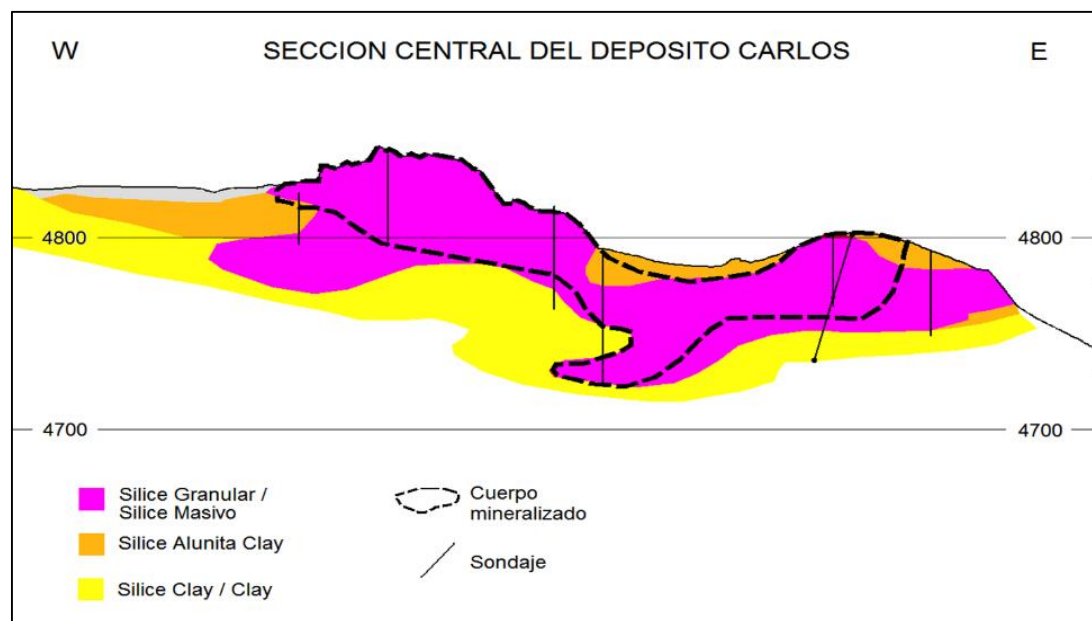 W SECCION CENTRAL DEL DEPOSITO CARLOS E
4800 4800
4700 4700
Silice Granular /
Silice Masivo
Silice Alunita Clay
Silice Clay / Clay
Cuerpo
mineralizado
Sondaje